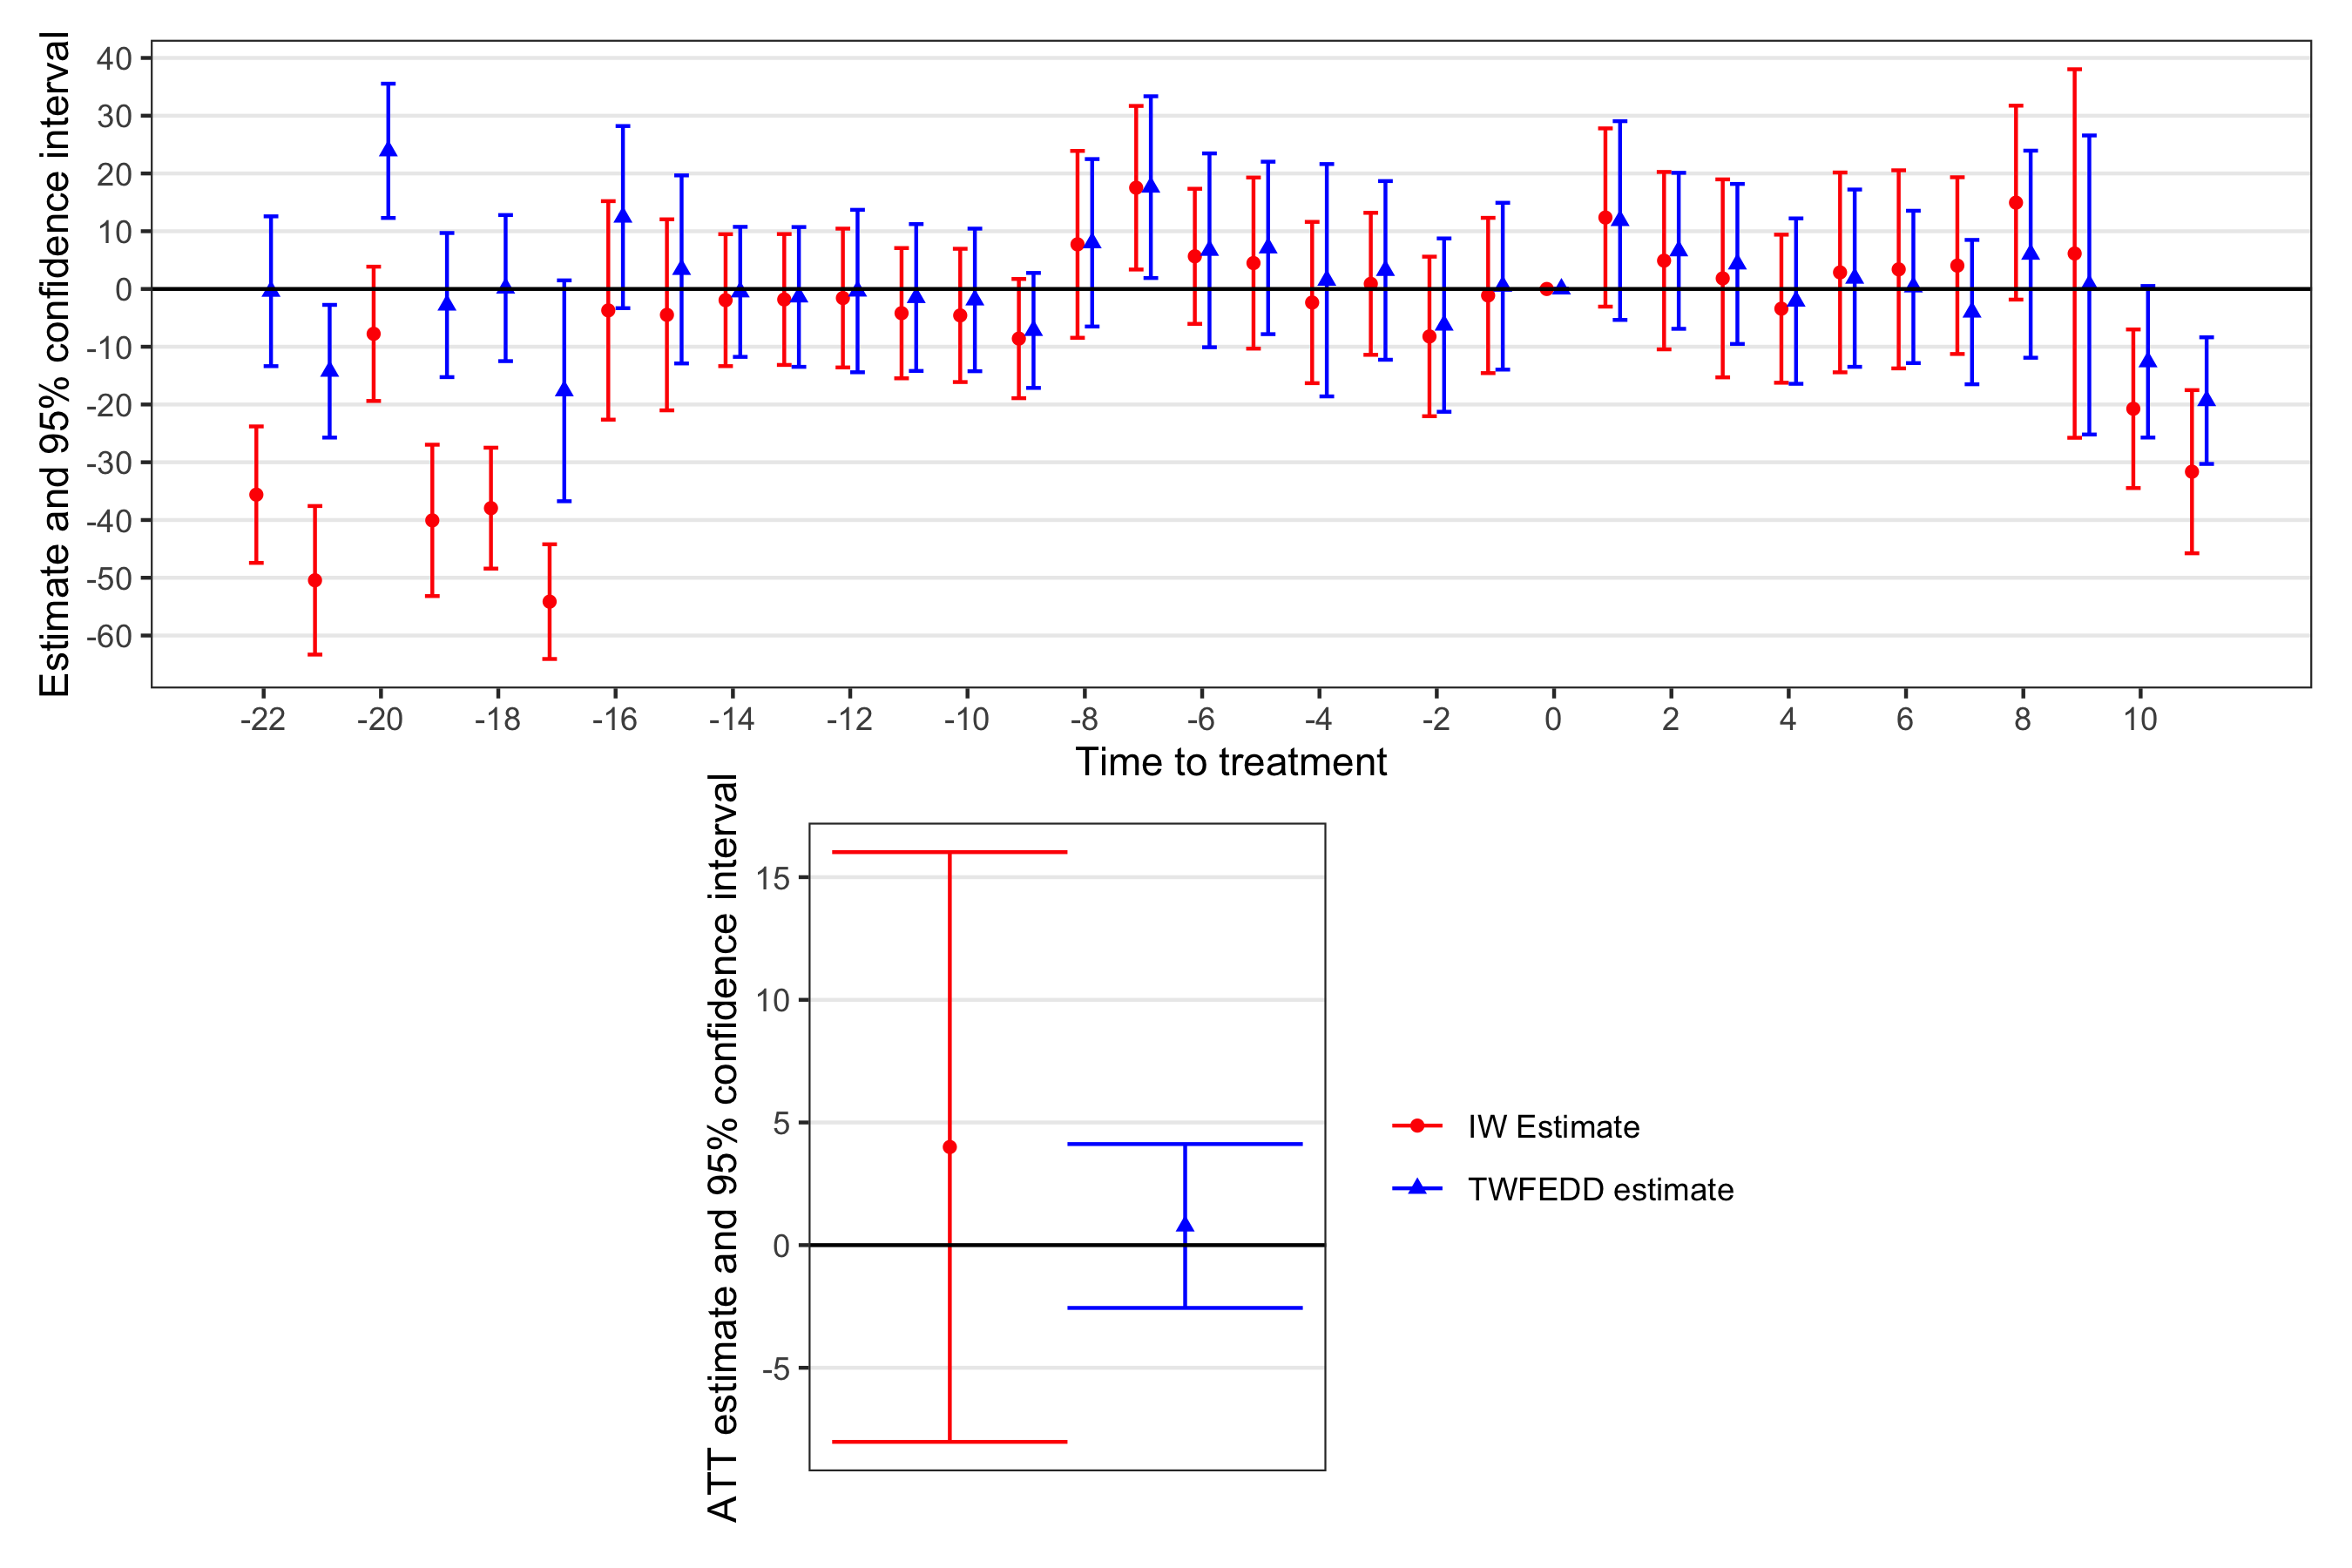 Estimate and 95% confidence interval
40
30
20
10
0
-10
-20
-30
-40
-50
-60
-22 -20 -18 -16 -14 -12 -10 -8 -6 -4 -2 0 2 4 6 8 10
Time to treatment
ATT estimate and 95% confidence interval
15
10
5
0
-5
IW Estimate
TWFEDD estimate